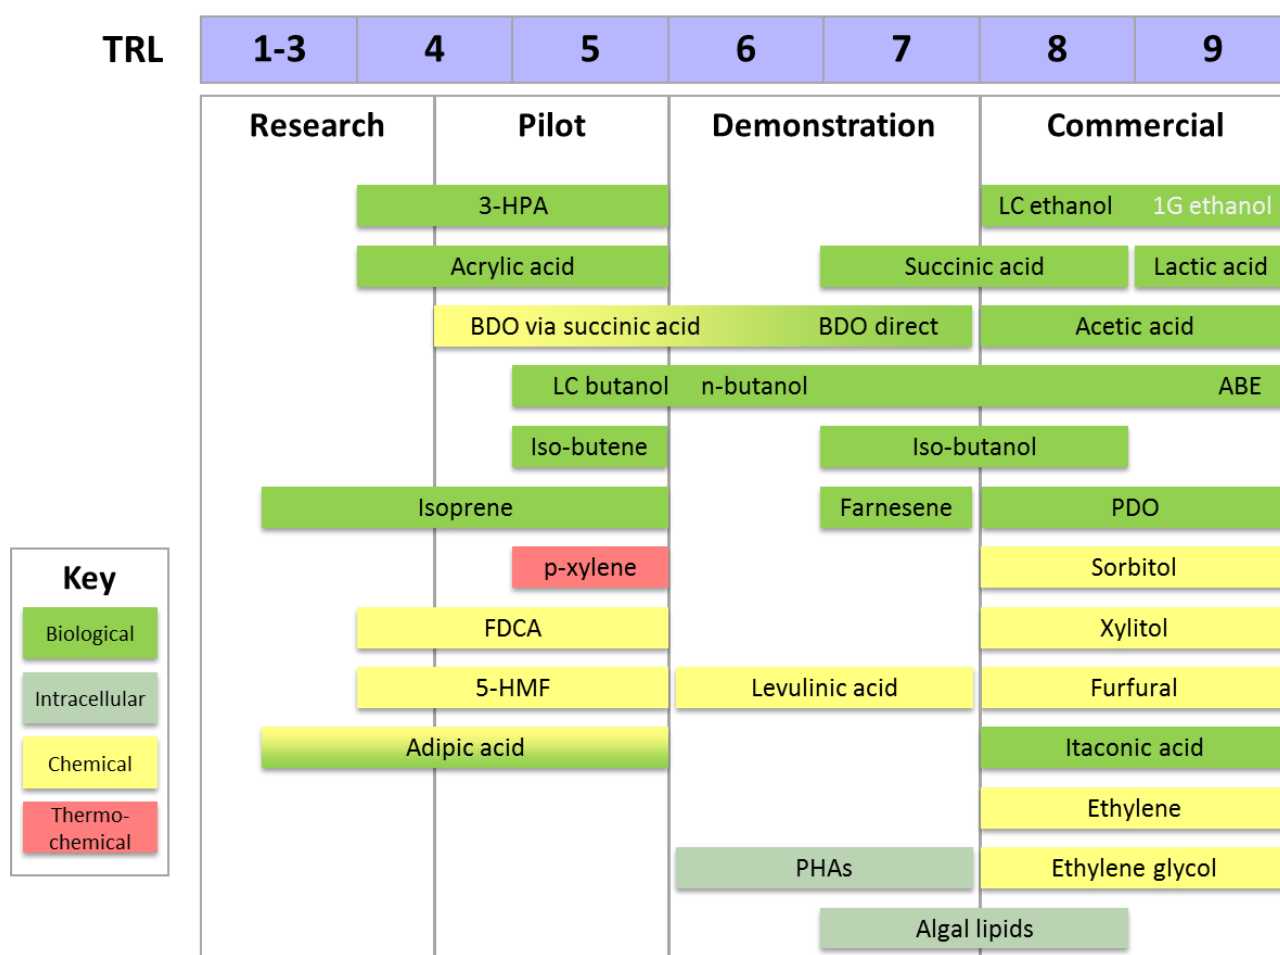 TRL 1-3 4 5 6 7 8 9
Research Pilot Demonstration Commercial
3-HPA LC ethanol 1G ethanol
Acrylic acid Succinic acid Lactic acid
BDO via succinic acid BDO direct Acetic acid
LC butanol n-butanol ABE
Iso-butene Iso-butanol
Isoprene Farnesene PDO
p-xylene Sorbitol
FDCA Xylitol
5-HMF Levulinic acid Furfural
Adipic acid Itaconic acid
Ethylene
PHAs Ethylene glycol
Algal lipids
Key
Biological
Intracellular
Chemical
Thermo-
chemical